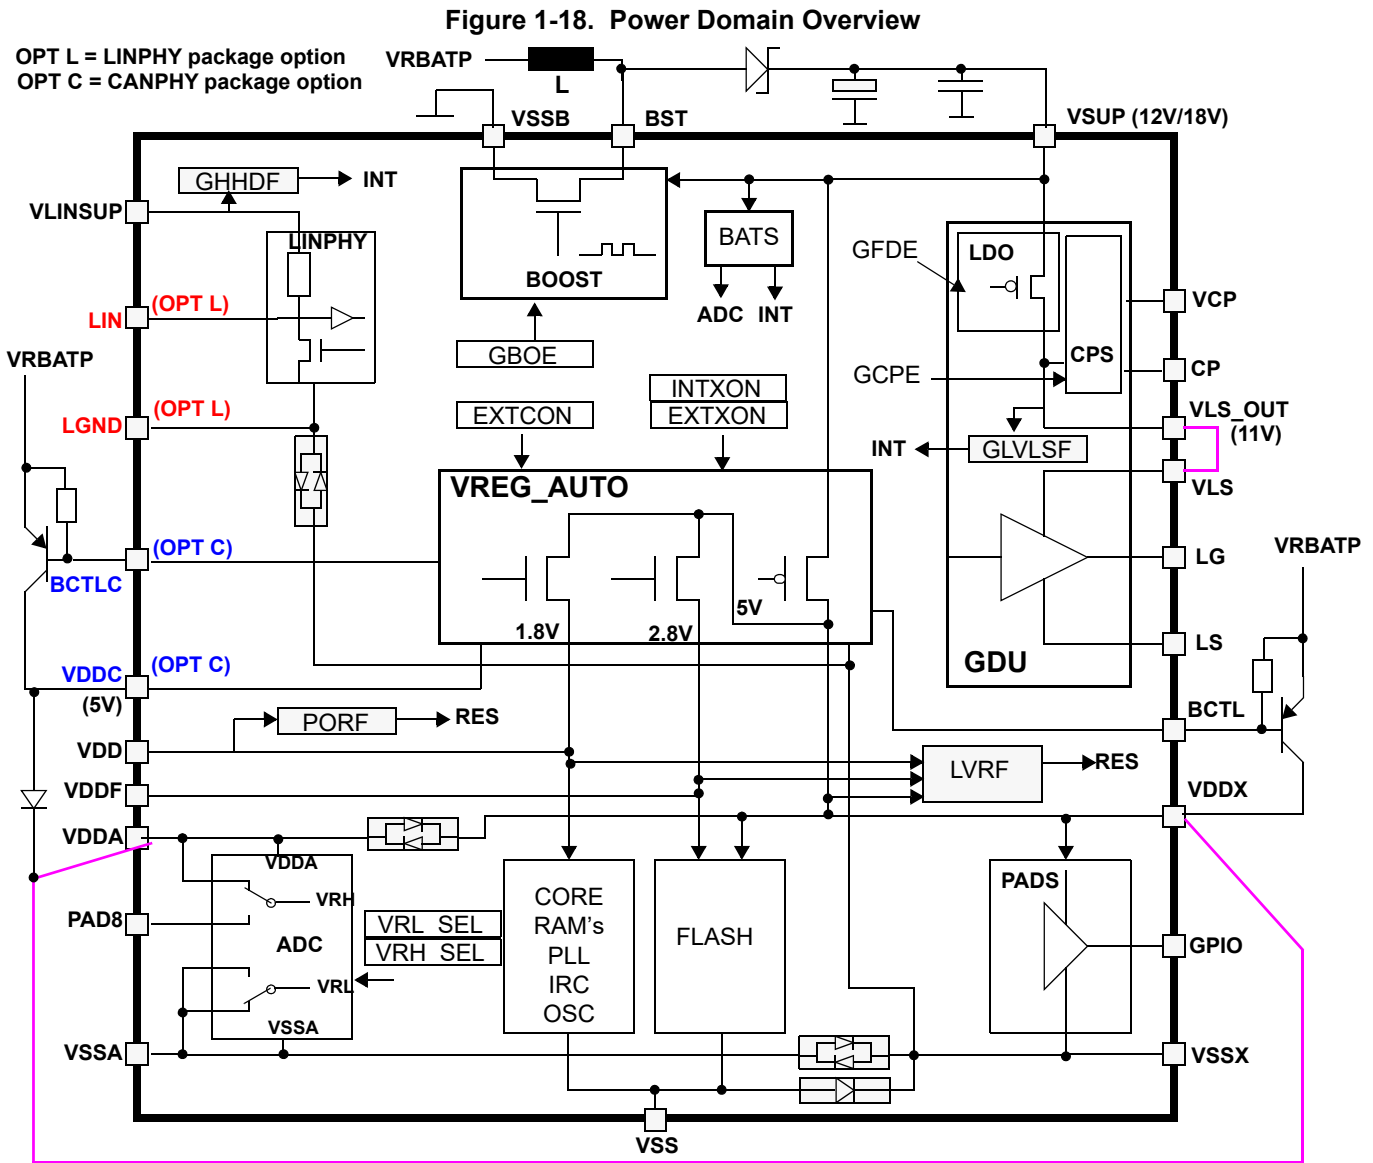 Figure 1-18. Power Domain Overview
OPT L = LINPHY package option
OPT C = CANPHY package option
VRBATP
L
VSSB
BST
VSUP (12V/18V)
GHHDF
INT
VLINSUP
LINPHY
BOOST
BATS
ADC
INT
GFDE
LDO
CPS
VCP
LIN
(OPT L)
VRBATP
GBOE
GCPE
CP
INTXON
EXTCON
EXTXON
LGND
(OPT L)
VLS_OUT
(11V)
INT
GLVLSF
VLS
VREG_AUTO
(OPT C)
BCTLC
LG
VRBATP
5V
1.8V
2.8V
LS
GDU
VDDC
(OPT C)
(5V)
PORF
RES
BCTL
VDD
LVRF
RES
VDDF
VDDX
VDDA
VDDA
VRH
PAD8
ADC
VRL_SEL
VRH_SEL
VRL
VSSA
CORE
RAM's
PLL
IRC
OSC
FLASH
PADS
GPIO
VSSA
VSSX
VSS